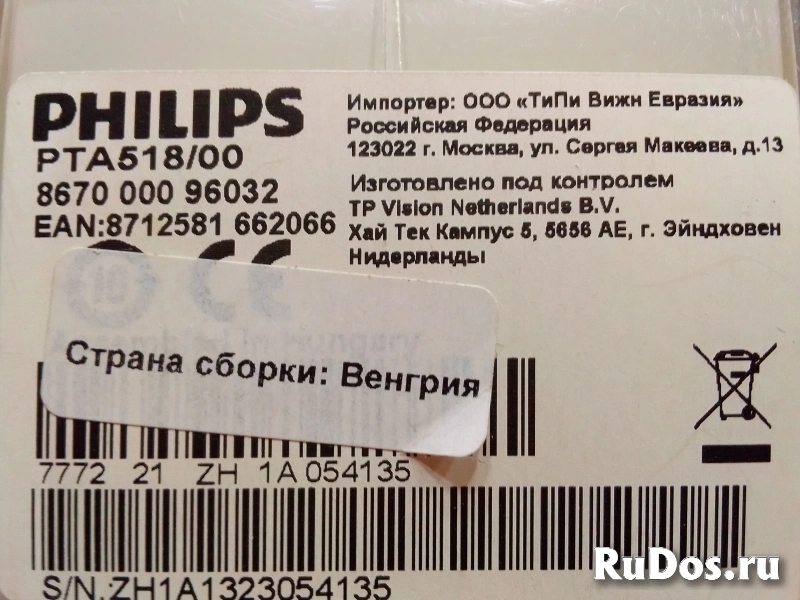 PHILIPS
PTA518/00
8670 000 96032
EAN:8712581 662066
Импортер: ООО «ТиПи Вижн Евразия»
Российская Федерация
123022 г. Москва, ул. Сергея Макеева, д.13
Изготовлено под контролем
TP Vision Netherlands B.V.
Хай Тек Кампус 5, 5656 AE, г. Эйндховен
Нидерланды
CE
Страна сборки: Венгрия
7772 21 ZH 1A 054135
S/N.ZH1A1323054135
RuDos.ru